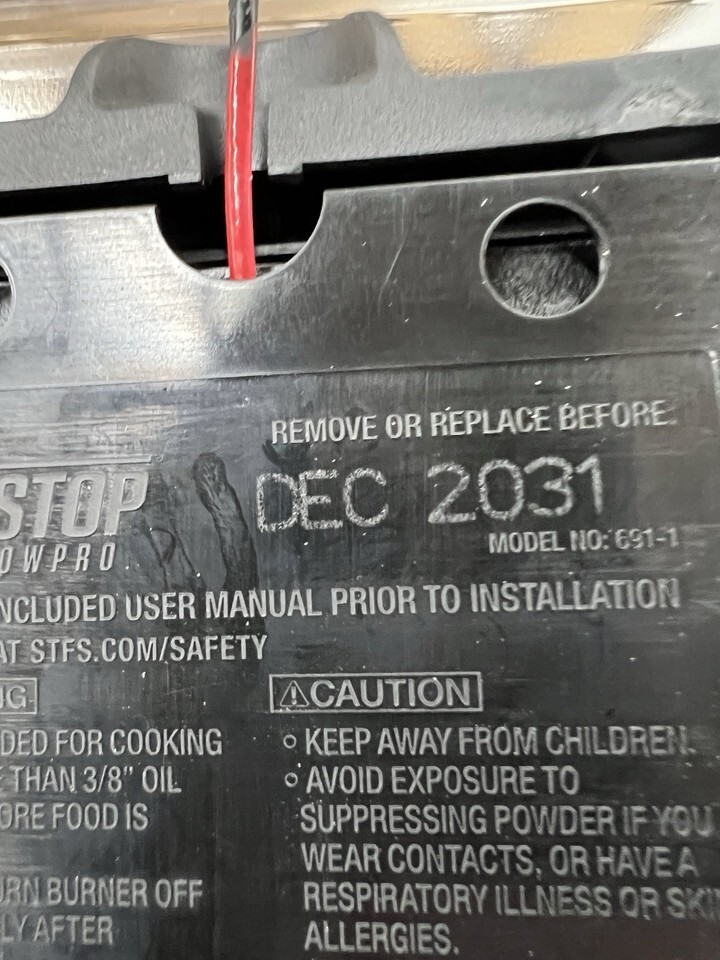 REMOVE OR REPLACE BEFORE
STOP DEC 2031
OWPRO MODEL NO: 691-1
NCLUDED USER MANUAL PRIOR TO INSTALLATION
AT STFS.COM/SAFETY
NG. ⚠CAUTION
DED FOR COOKING
THAN 3/8" OIL
ORE FOOD IS
URN BURNER OFF
LY AFTER
○ KEEP AWAY FROM CHILDREN.
○ AVOID EXPOSURE TO
SUPPRESSING POWDER IF YOU
WEAR CONTACTS, OR HAVE A
RESPIRATORY ILLNESS OR SKI
ALLERGIES.